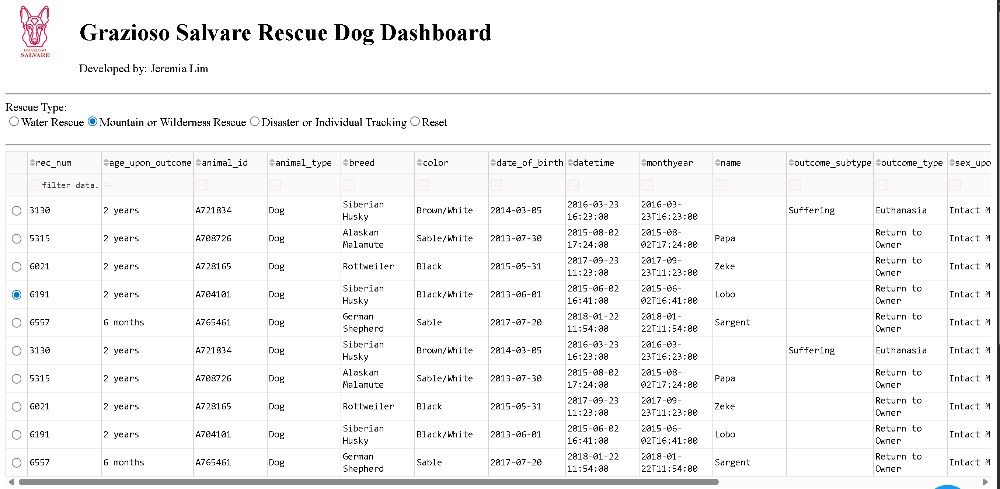 GRAZIOSO
SALVARE
Grazioso Salvare Rescue Dog Dashboard
Developed by: Jeremia Lim
Rescue Type:
Water Rescue Mountain or Wilderness Rescue Disaster or Individual Tracking Reset
rec_num age_upon_outcome animal_id animal_type breed color date_of_birth datetime monthyear name outcome_subtype outcome_type sex_upo
Aa filter data. Aa Aa Aa Aa Aa Aa Aa Aa Aa Aa Aa Aa
3130 2 years A721834 Dog Siberian Husky Brown/White 2014-03-05 2016-03-23 16:23:00 2016-03-23T16:23:00 Suffering Euthanasia Intact M
5315 2 years A708726 Dog Alaskan Malamute Sable/White 2013-07-30 2015-08-02 17:24:00 2015-08-02T17:24:00 Papa Return to Owner Intact M
6021 2 years A728165 Dog Rottweiler Black 2015-05-31 2017-09-23 11:23:00 2017-09-23T11:23:00 Zeke Return to Owner Intact M
6191 2 years A704101 Dog Siberian Husky Black/White 2013-06-01 2015-06-02 16:41:00 2015-06-02T16:41:00 Lobo Return to Owner Intact M
6557 6 months A765461 Dog German Shepherd Sable 2017-07-20 2018-01-22 11:54:00 2018-01-22T11:54:00 Sargent Return to Owner Intact M
3130 2 years A721834 Dog Siberian Husky Brown/White 2014-03-05 2016-03-23 16:23:00 2016-03-23T16:23:00 Suffering Euthanasia Intact M
5315 2 years A708726 Dog Alaskan Malamute Sable/White 2013-07-30 2015-08-02 17:24:00 2015-08-02T17:24:00 Papa Return to Owner Intact M
6021 2 years A728165 Dog Rottweiler Black 2015-05-31 2017-09-23 11:23:00 2017-09-23T11:23:00 Zeke Return to Owner Intact M
6191 2 years A704101 Dog Siberian Husky Black/White 2013-06-01 2015-06-02 16:41:00 2015-06-02T16:41:00 Lobo Return to Owner Intact M
6557 6 months A765461 Dog German Shepherd Sable 2017-07-20 2018-01-22 11:54:00 2018-01-22T11:54:00 Sargent Return to Owner Intact M